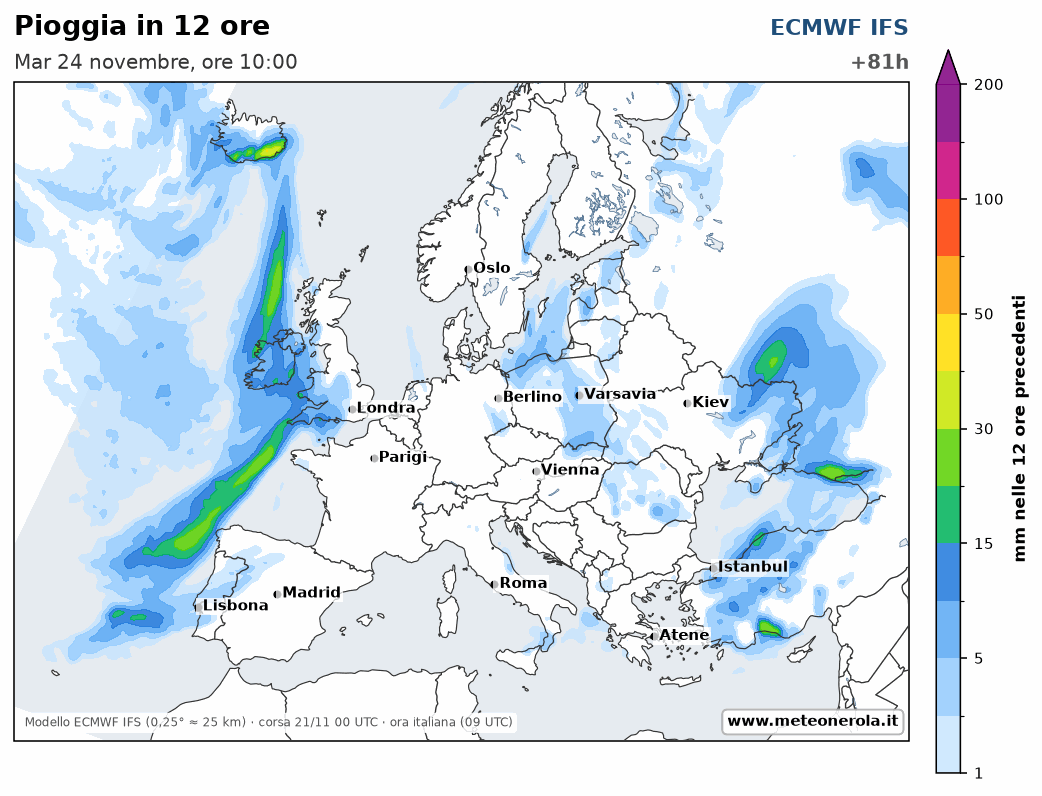 Pioggia in 12 ore
ECMWF IFS
Mar 24 novembre, ore 10:00
+81h
200
100
50
30
15
5
1
mm nelle 12 ore precedenti
Oslo
Berlino
Varsavia
Kiev
Londra
Parigi
Vienna
Istanbul
Roma
Madrid
Lisbona
Atene
Modello ECMWF IFS (0,25° ≈ 25 km) · corsa 21/11 00 UTC · ora italiana (09 UTC)
www.meteonerola.it